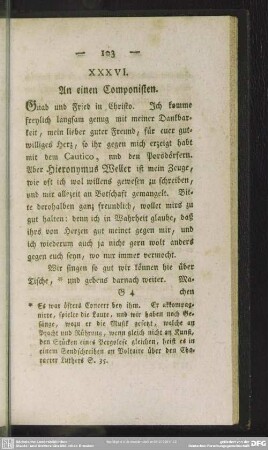 — 103 —
XXXVI.
An einen Componisten.
Gnad und Fried in Christo. Ich komme
freylich langsam genug mit meiner Dankbar-
keit, mein lieber guter Freund, für euer gut-
williges Herz, so ihr gegen mich erzeigt habt
mit dem Cantico, und den Porsdörfern.
Aber Hieronymus Weller ist mein Zeuge,
wie oft ich wol willens gewesen zu schreiben,
und mir allezeit an Botschaft gemangelt. Bit-
te derohalben ganz freundlich, wollet mirs zu
gut halten: denn ich in Wahrheit glaube, daß
ihrs von Herzen gut meinet gegen mir, und
ich wiederum auch ja nicht gern wolt anders
gegen euch seyn, wo nur immer vermocht.
Wir singen so gut wir können hie über
Tische, * und gebens darnach weiter. Ma-
G 4 chen
* Es war öfters Concert bey ihm. Er akkompag-
nirte, spielte die Laute, und wir haben noch Ge-
sänge, wozu er die Musik gesetzt, welche an
Pracht und Rührung, wenn gleich nicht an Kunst,
den Stücken eines Pergolese gleichen, heist es in
einem Sendschreiben an Voltaire über den Cha-
racter Luthers S. 35.